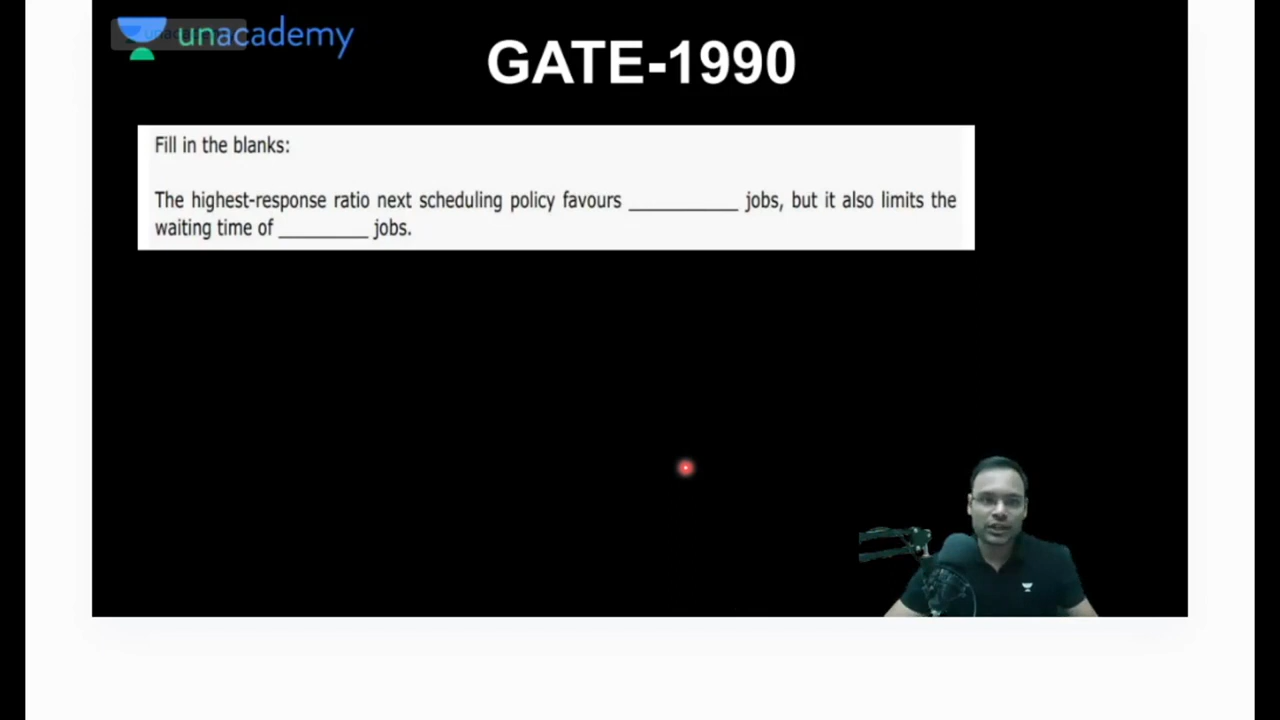 unacademy
GATE-1990
Fill in the blanks:
The highest-response ratio next scheduling policy favours ___________ jobs, but it also limits the
waiting time of _________ jobs.